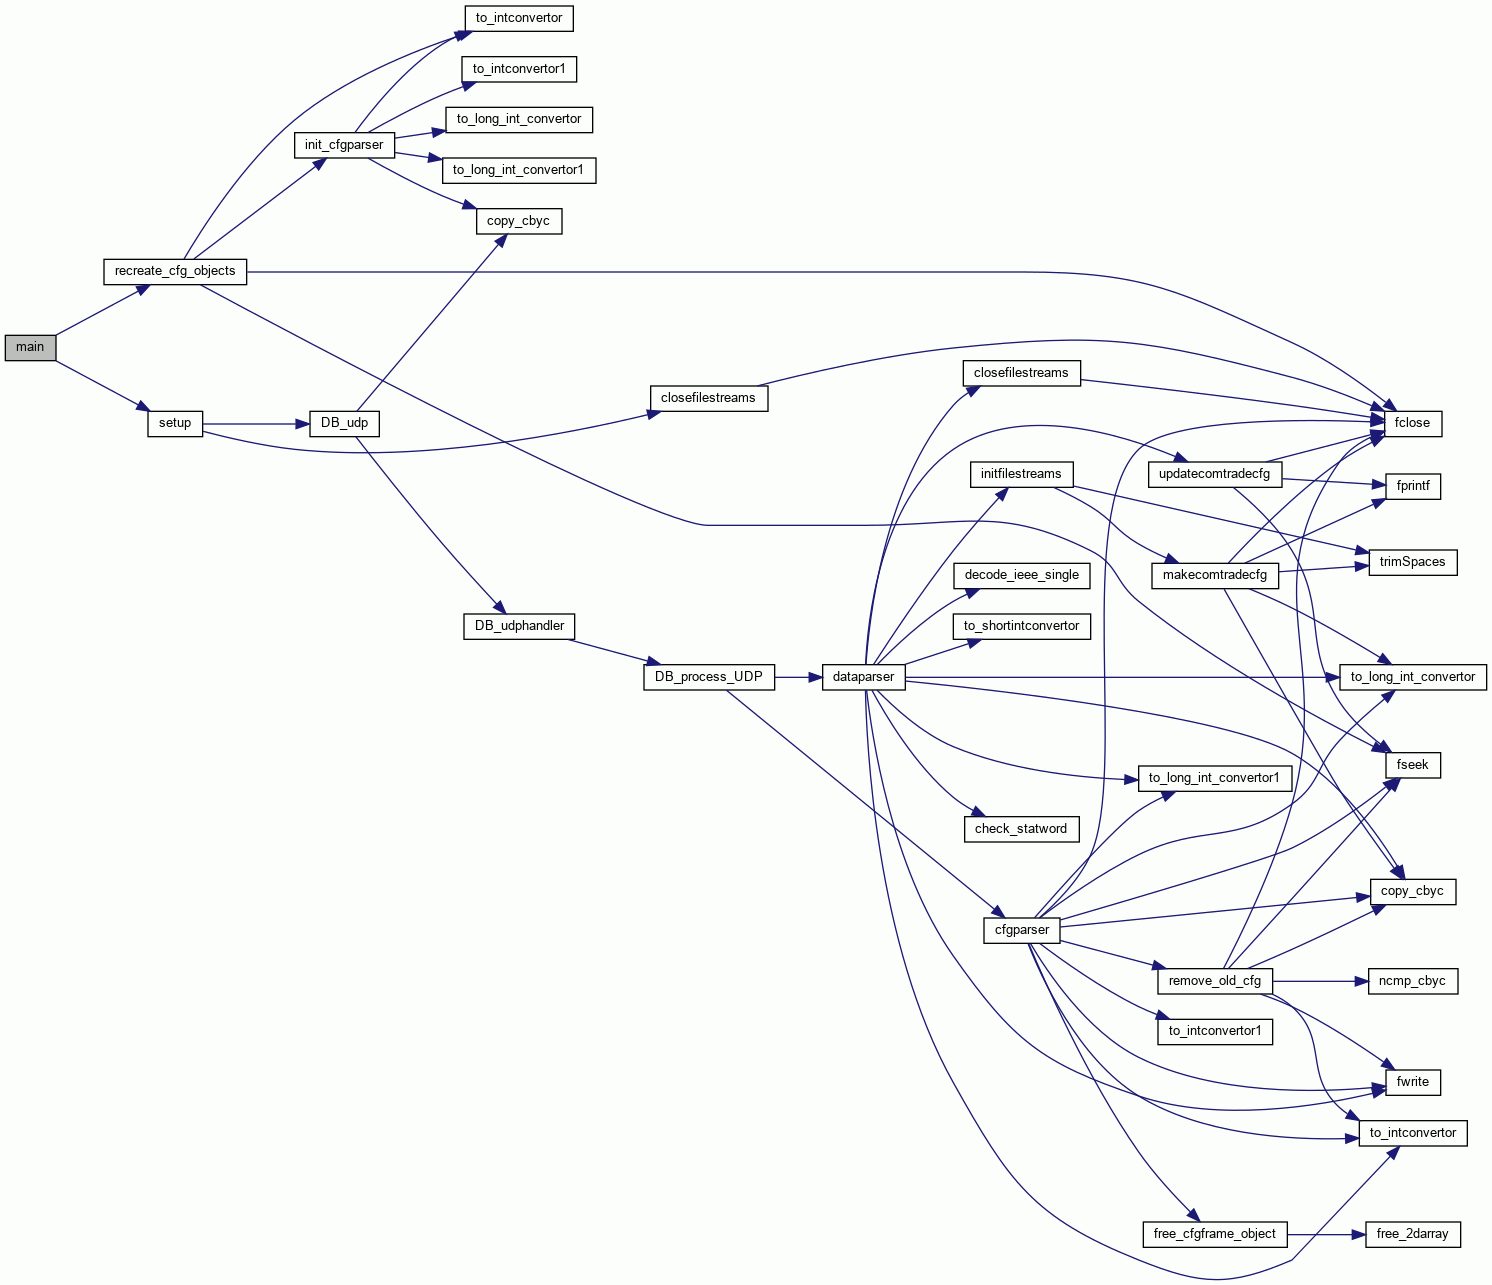 to_intconvertor
to_intconvertor1
to_long_int_convertor
init_cfgparser
to_long_int_convertor1
copy_cbyc
recreate_cfg_objects
main
closefilestreams
closefilestreams
setup
DB_udp
fclose
initfilestreams
updatecomtradecfg
fprintf
trimSpaces
decode_ieee_single
makecomtradecfg
DB_udphandler
to_shortintconvertor
DB_process_UDP
dataparser
to_long_int_convertor
fseek
to_long_int_convertor1
check_statword
copy_cbyc
cfgparser
remove_old_cfg
ncmp_cbyc
to_intconvertor1
fwrite
to_intconvertor
free_cfgframe_object
free_2darray